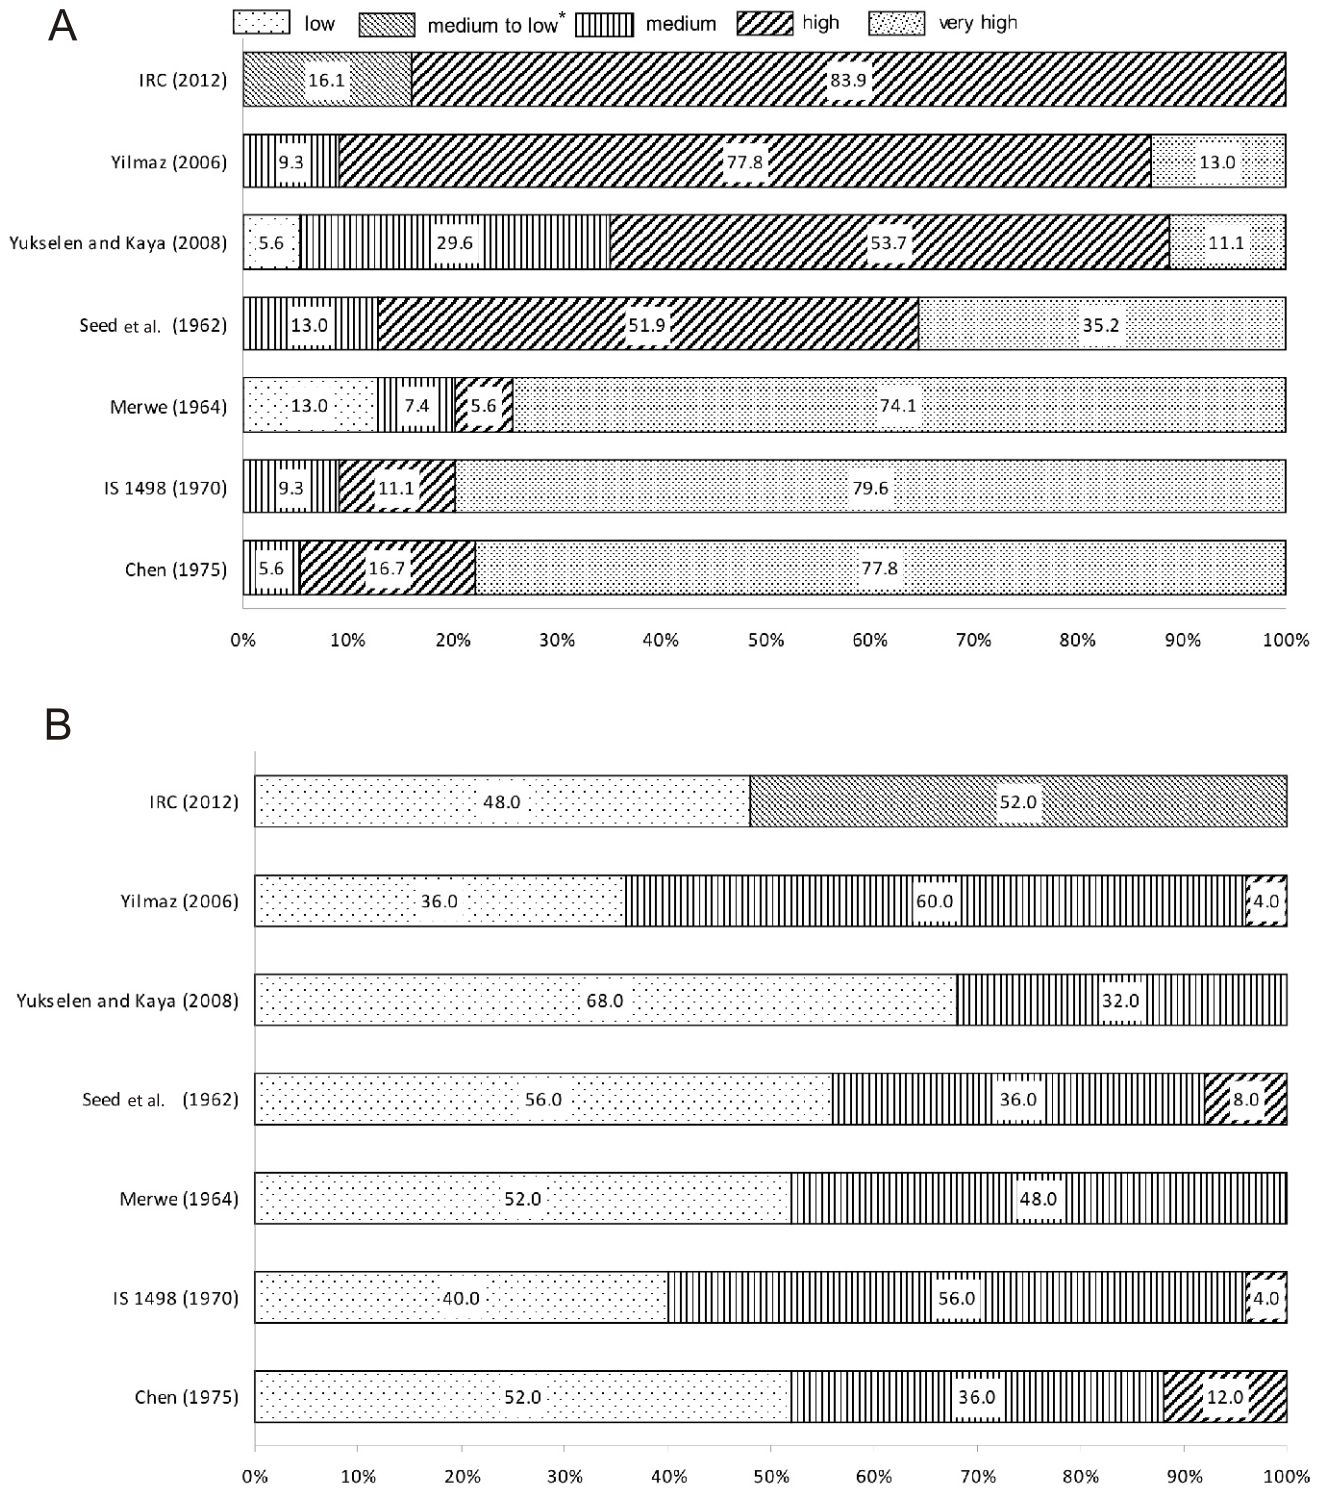 A
low medium to low* medium high very high
IRC (2012) 16.1 83.9
Yilmaz (2006) 9.3 77.8 13.0
Yukselen and Kaya (2008) 5.6 29.6 53.7 11.1
Seed et al. (1962) 13.0 51.9 35.2
Merwe (1964) 13.0 7.4 5.6 74.1
IS 1498 (1970) 9.3 11.1 79.6
Chen (1975) 5.6 16.7 77.8
0% 10% 20% 30% 40% 50% 60% 70% 80% 90% 100%
B
IRC (2012) 48.0 52.0
Yilmaz (2006) 36.0 60.0 4.0
Yukselen and Kaya (2008) 68.0 32.0
Seed et al. (1962) 56.0 36.0 8.0
Merwe (1964) 52.0 48.0
IS 1498 (1970) 40.0 56.0 4.0
Chen (1975) 52.0 36.0 12.0
0% 10% 20% 30% 40% 50% 60% 70% 80% 90% 100%